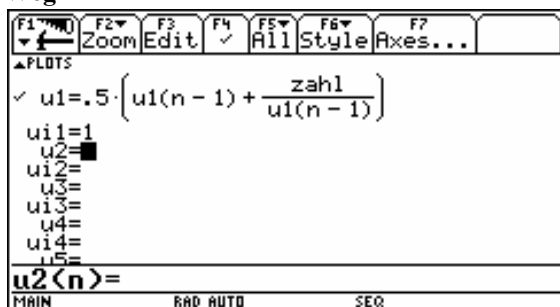 F1 F2 Zoom F3 Edit F4 ✓ F5 All F6 Style F7 Axes...
PLOTS
✓ u1=.5·(u1(n - 1) + zahl/u1(n - 1))
ui1=1
u2=
ui2=
u3=
ui3=
u4=
ui4=
u5=
u2(n)=
MAIN RAD AUTO SEQ